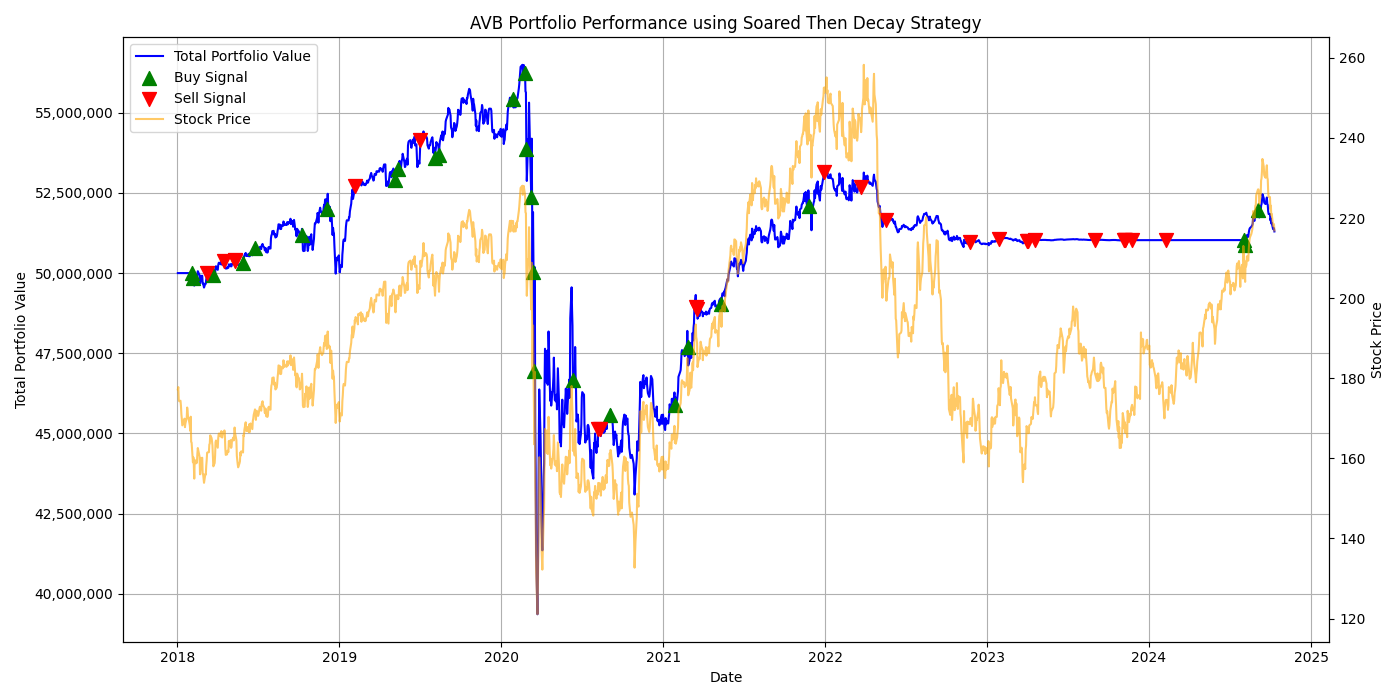 AVB Portfolio Performance using Soared Then Decay Strategy
Total Portfolio Value
Buy Signal
Sell Signal
Stock Price
55,000,000
52,500,000
50,000,000
47,500,000
45,000,000
42,500,000
40,000,000
Total Portfolio Value
260
240
220
200
180
160
140
120
Stock Price
2018
2019
2020
2021
2022
2023
2024
2025
Date